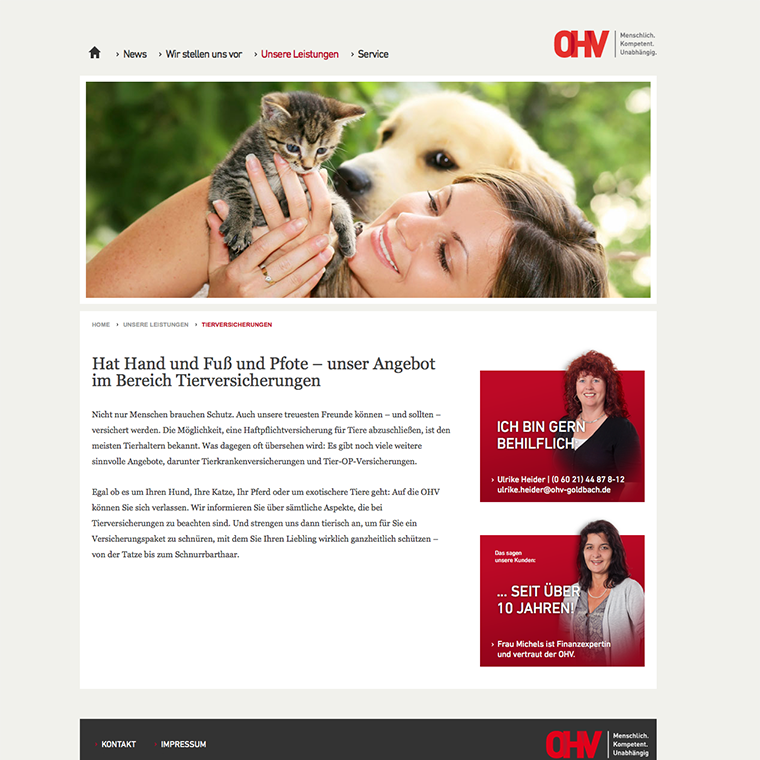 › News › Wir stellen uns vor › Unsere Leistungen › Service
OHV
Menschlich.
Kompetent.
Unabhängig.
HOME › UNSERE LEISTUNGEN › TIERVERSICHERUNGEN
Hat Hand und Fuß und Pfote – unser Angebot
im Bereich Tierversicherungen
Nicht nur Menschen brauchen Schutz. Auch unsere treuesten Freunde können – und sollten –
versichert werden. Die Möglichkeit, eine Haftpflichtversicherung für Tiere abzuschließen, ist den
meisten Tierhaltern bekannt. Was dagegen oft übersehen wird: Es gibt noch viele weitere
sinnvolle Angebote, darunter Tierkrankenversicherungen und Tier-OP-Versicherungen.
Egal ob es um Ihren Hund, Ihre Katze, Ihr Pferd oder um exotischere Tiere geht: Auf die OHV
können Sie sich verlassen. Wir informieren Sie über sämtliche Aspekte, die bei
Tierversicherungen zu beachten sind. Und strengen uns dann tierisch an, um für Sie ein
Versicherungspaket zu schnüren, mit dem Sie Ihren Liebling wirklich ganzheitlich schützen –
von der Tatze bis zum Schnurrbarthaar.
ICH BIN GERN
BEHILFLICH.
› Ulrike Heider | (0 60 21) 44 87 8-12
ulrike.heider@ohv-goldbach.de
Das sagen
unsere Kunden:
... SEIT ÜBER
10 JAHREN!
› Frau Michels ist Finanzexpertin
und vertraut der OHV.
› KONTAKT › IMPRESSUM
OHV
Menschlich.
Kompetent.
Unabhängig